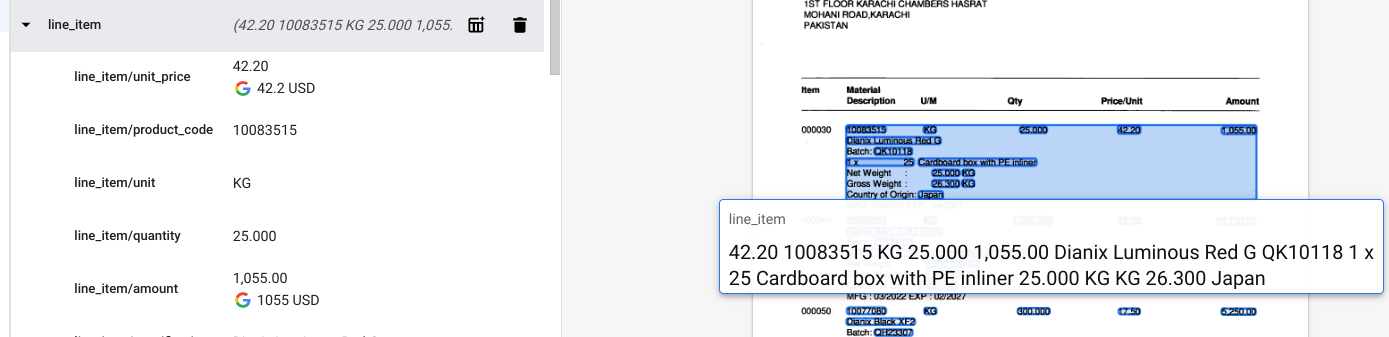 line_item
(42.20 10083515 KG 25.000 1,055.
line_item/unit_price
42.20
42.2 USD
line_item/product_code
10083515
line_item/unit
KG
line_item/quantity
25.000
line_item/amount
1,055.00
1055 USD
1ST FLOOR KARACHI CHAMBERS HASRAT
MOHANI ROAD,KARACHI
PAKISTAN
Item Material Description U/M Qty Price/Unit Amount
000030 10083515 KG 25.000 42.20 1,055.00
Dianix Luminous Red G
Batch: QK10118
1 x 25 Cardboard box with PE inliner
Net Weight : 25.000 KG
Gross Weight : 26.300 KG
Country of Origin: Japan
line_item
42.20 10083515 KG 25.000 1,055.00 Dianix Luminous Red G QK10118 1 x
25 Cardboard box with PE inliner 25.000 KG KG 26.300 Japan
MFG : 03/2022 EXP : 02/2027
000050 10077080 KG 300.000 17.50 5,250.00
Dianix Black XF2
Batch: CH23307